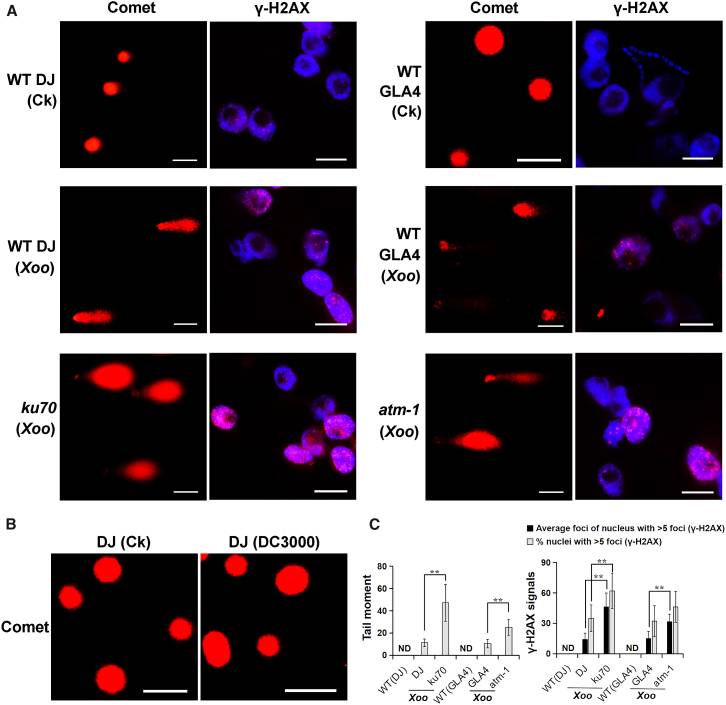 A
Comet
γ-H2AX
Comet
γ-H2AX
WT DJ
(Ck)
WT
GLA4
(Ck)
WT DJ
(Xoo)
WT
GLA4
(Xoo)
ku70
(Xoo)
atm-1
(Xoo)
B
DJ (Ck)
DJ (DC3000)
Comet
C
Average foci of nucleus with >5 foci (γ-H2AX)
% nuclei with >5 foci (γ-H2AX)
Tail moment
80
60
40
20
0
ND
**
ND
**
WT(DJ)
DJ
ku70
WT(GLA4)
GLA4
atm-1
Xoo
Xoo
γ-H2AX signals
90
60
30
0
ND
**
**
ND
**
WT(DJ)
DJ
ku70
WT(GLA4)
GLA4
atm-1
Xoo
Xoo